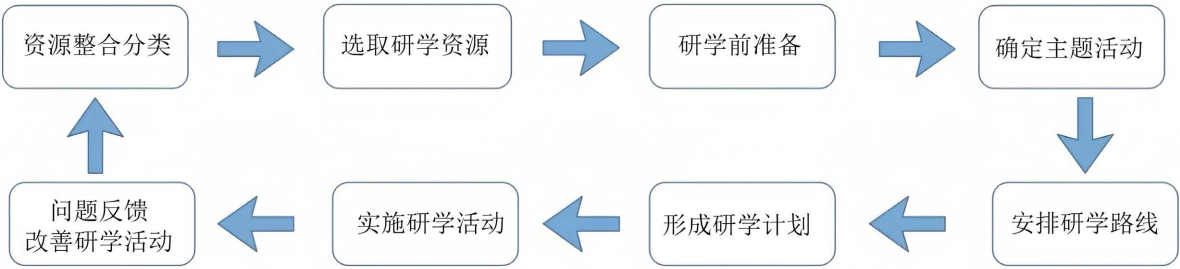 资源整合分类
选取研学资源
研学前准备
确定主题活动
安排研学路线
形成研学计划
实施研学活动
问题反馈
改善研学活动